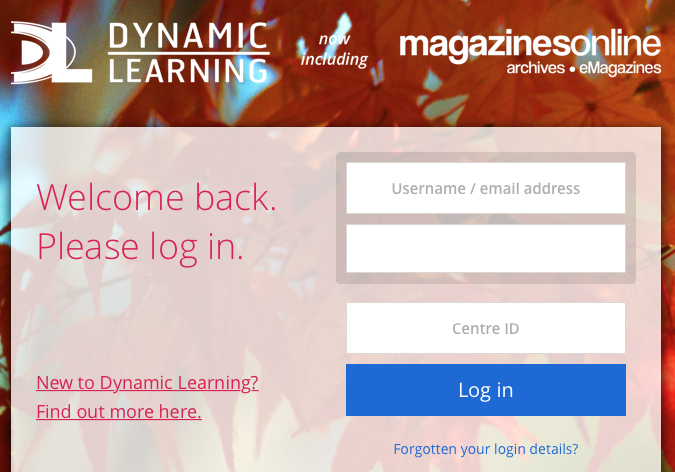 DL DYNAMIC
LEARNING
now
including
magazinesonline
archives • eMagazines
Welcome back.
Please log in.
Username / email address
Centre ID
New to Dynamic Learning?
Find out more here.
Log in
Forgotten your login details?